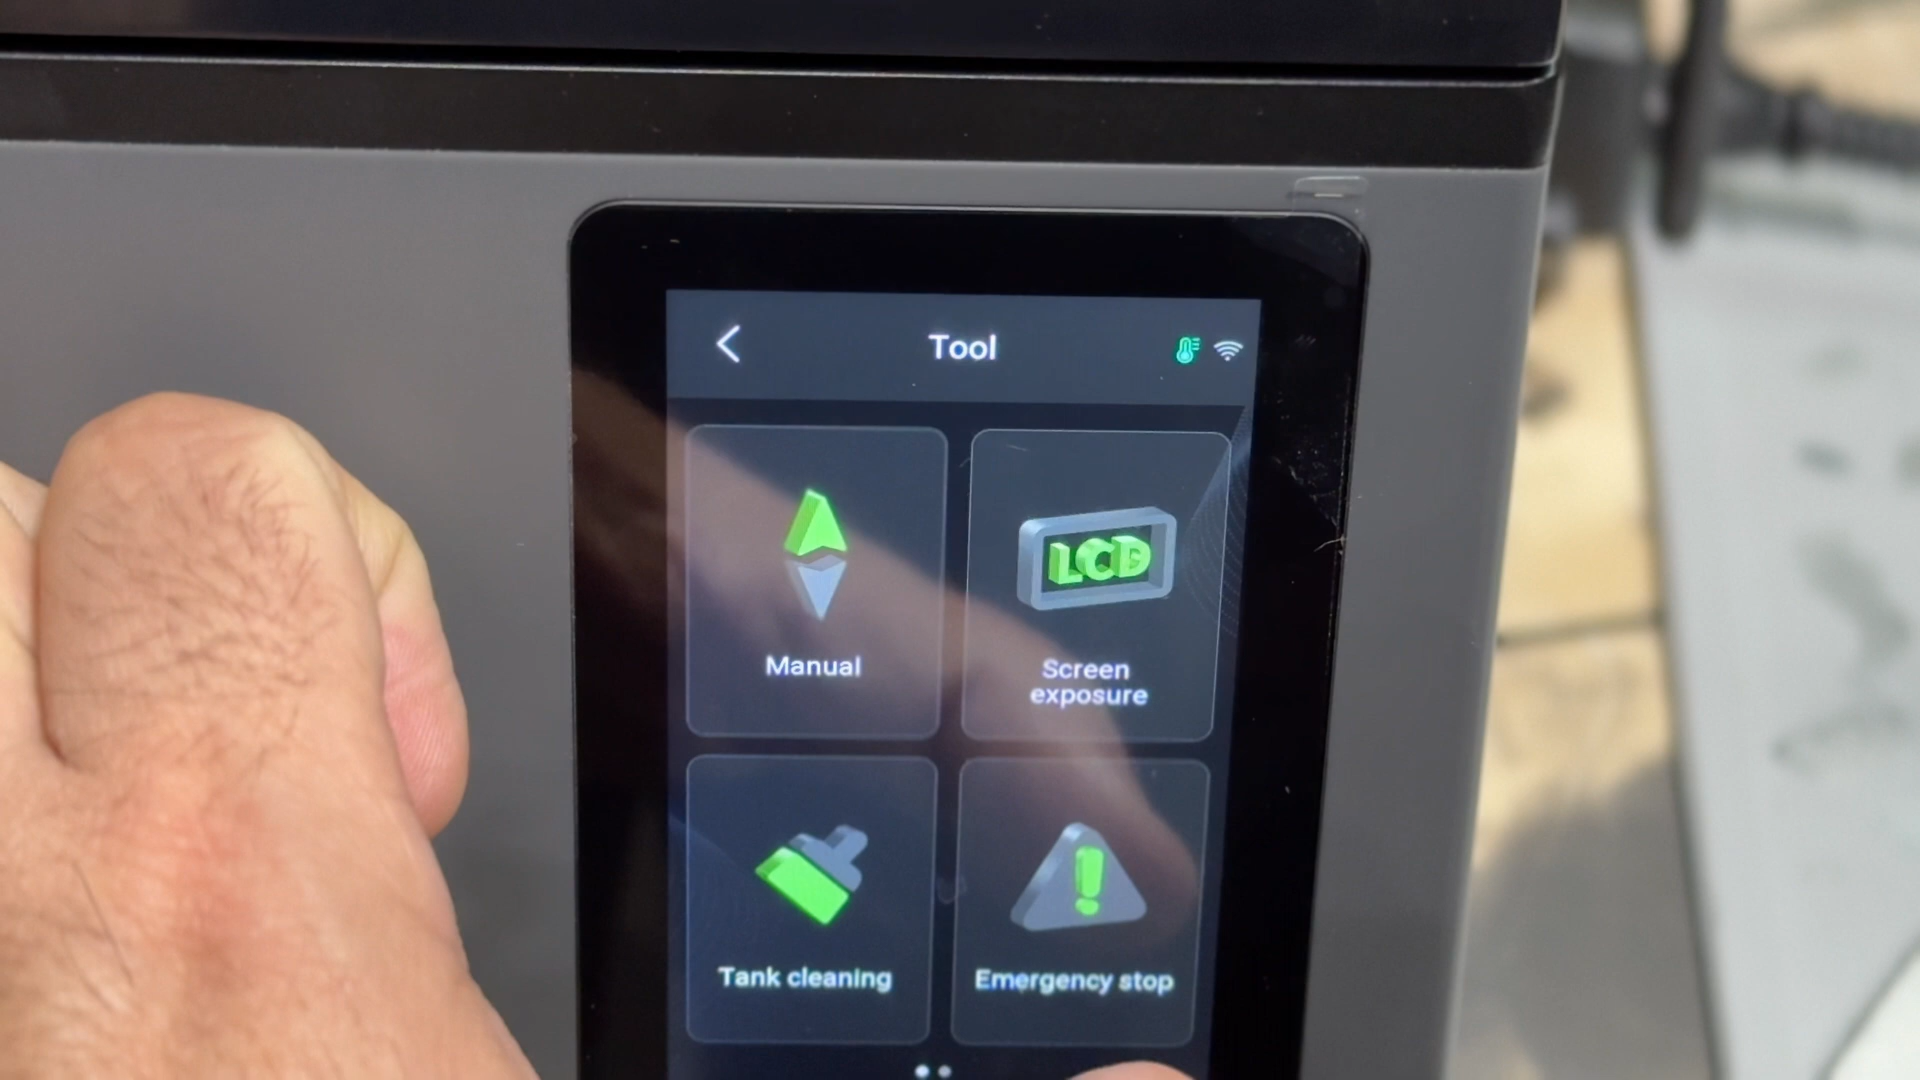 Tool
Manual
LCD
Screen
exposure
Tank cleaning
Emergency stop